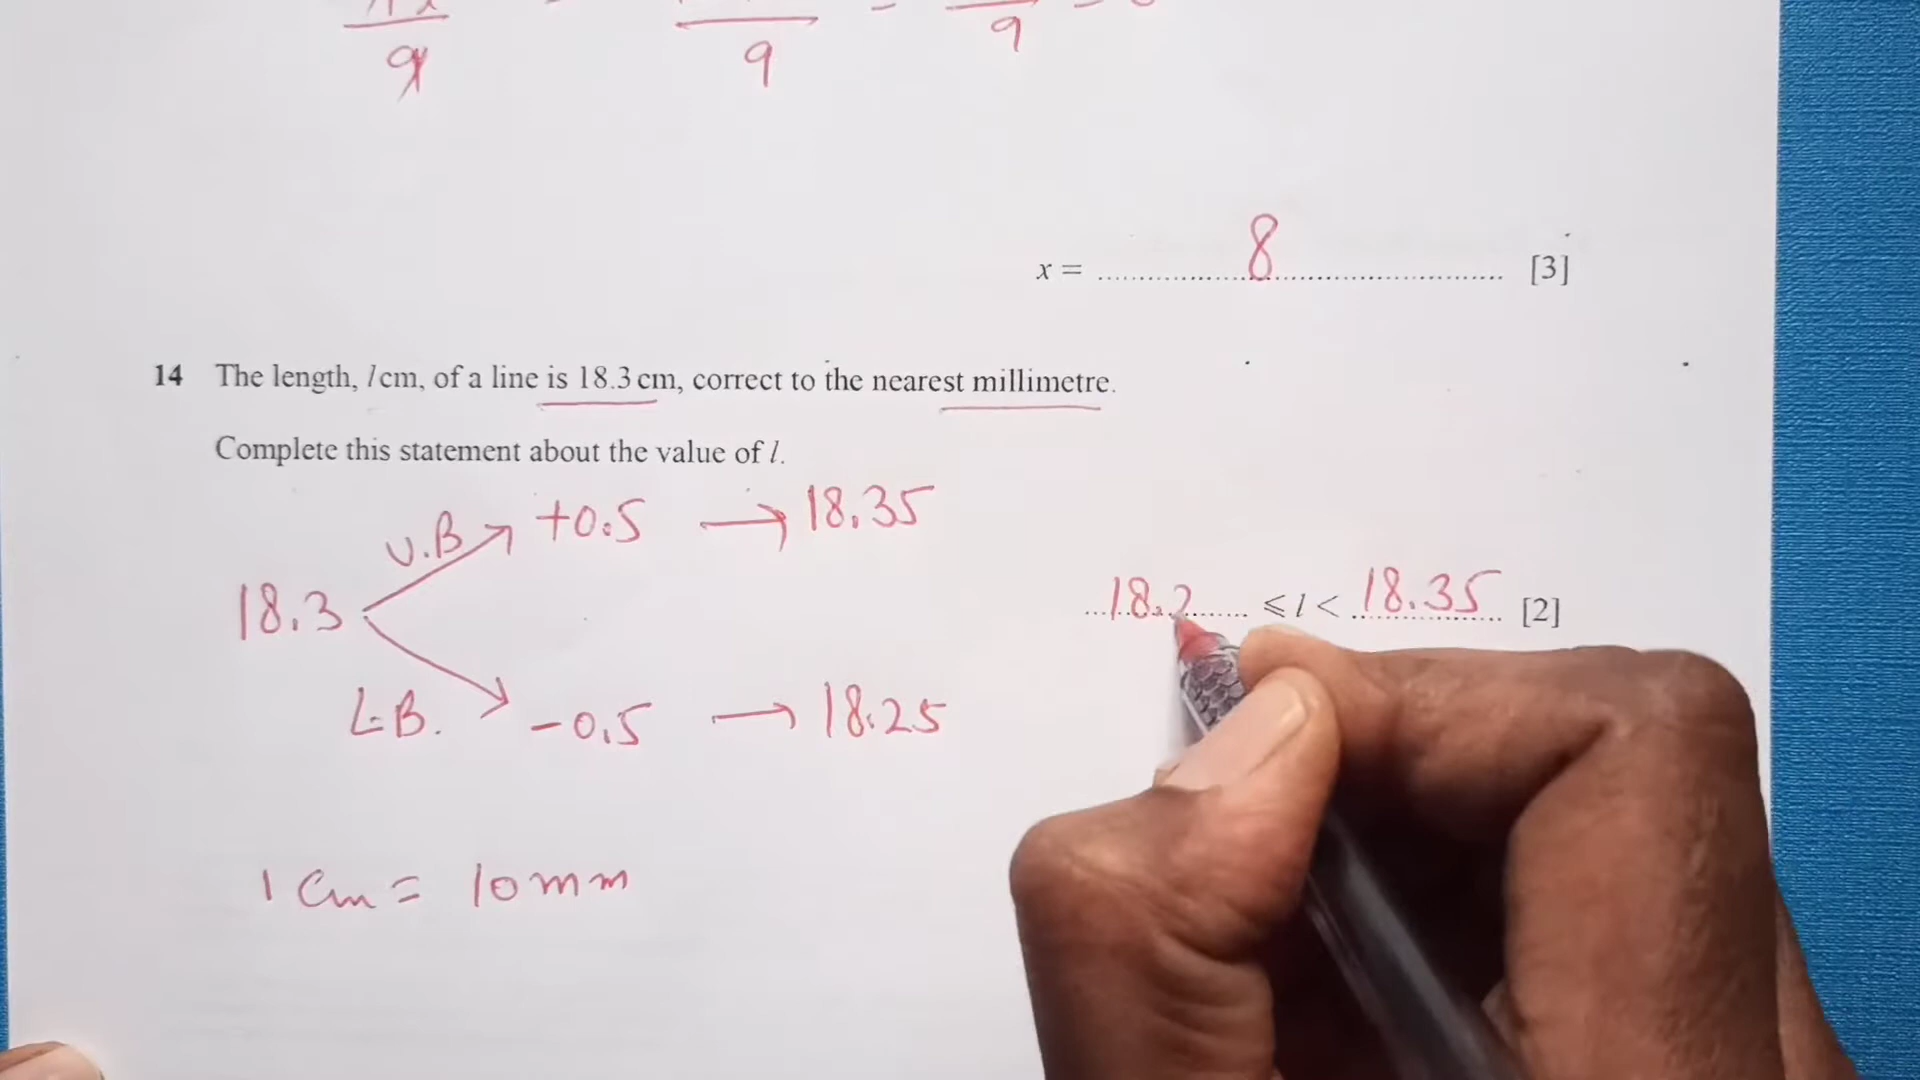 9 9 9
x = 8 [3]
14 The length, l cm, of a line is 18.3 cm, correct to the nearest millimetre.
Complete this statement about the value of l.
U.B +0.5 → 18.35
18.3
18.2 ⩽ l < 18.35 [2]
L.B. -0.5 → 18.25
1 cm = 10 mm